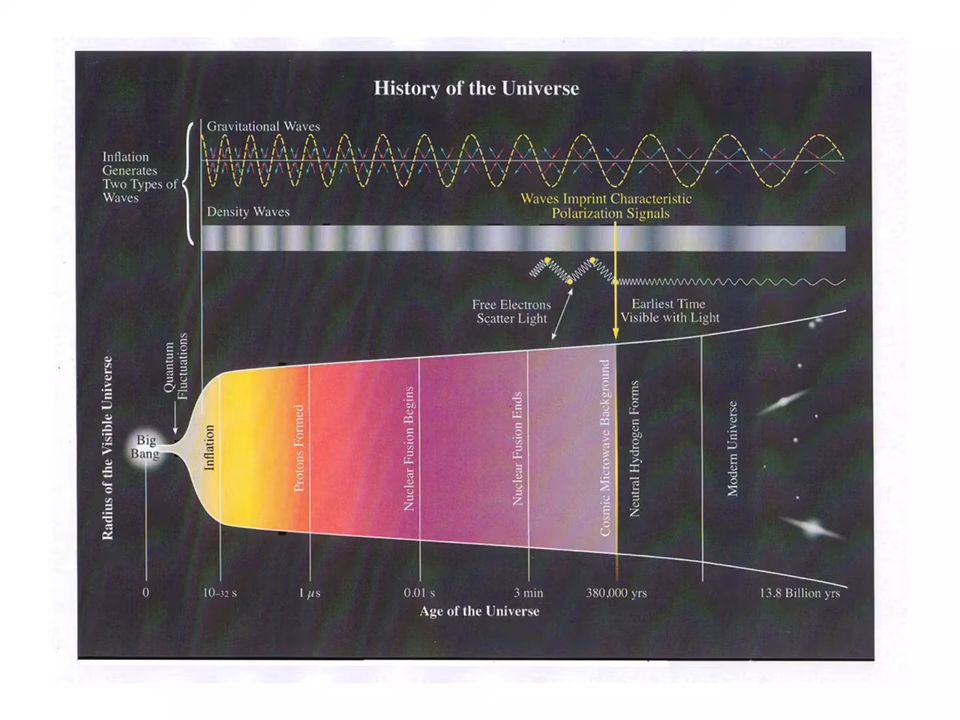 History of the Universe
Inflation
Generates
Two Types of
Waves
Gravitational Waves
Density Waves
Waves Imprint Characteristic
Polarization Signals
Free Electrons
Scatter Light
Earliest Time
Visible with Light
Radius of the Visible Universe
Big
Bang
Quantum
Fluctuations
Inflation
Protons Formed
Nuclear Fusion Begins
Nuclear Fusion Ends
Cosmic Microwave Background
Neutral Hydrogen Forms
Modern Universe
0
10-32 s
1 μs
0.01 s
3 min
380,000 yrs
13.8 Billion yrs
Age of the Universe